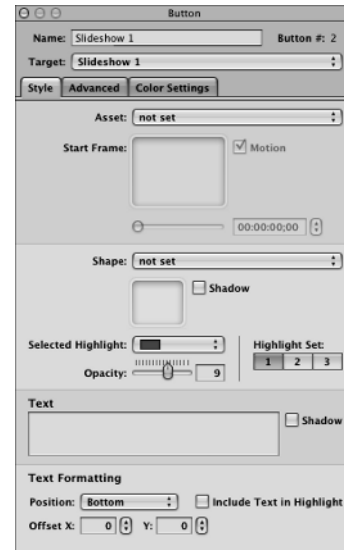 Button
Name: Slideshow 1 Button #: 2
Target: Slideshow 1
Style Advanced Color Settings
Asset: not set
Start Frame: Motion
00:00:00;00
Shape: not set
Shadow
Selected Highlight: Highlight Set:
1 2 3
Opacity: 9
Text
Shadow
Text Formatting
Position: Bottom Include Text in Highlight
Offset X: 0 Y: 0